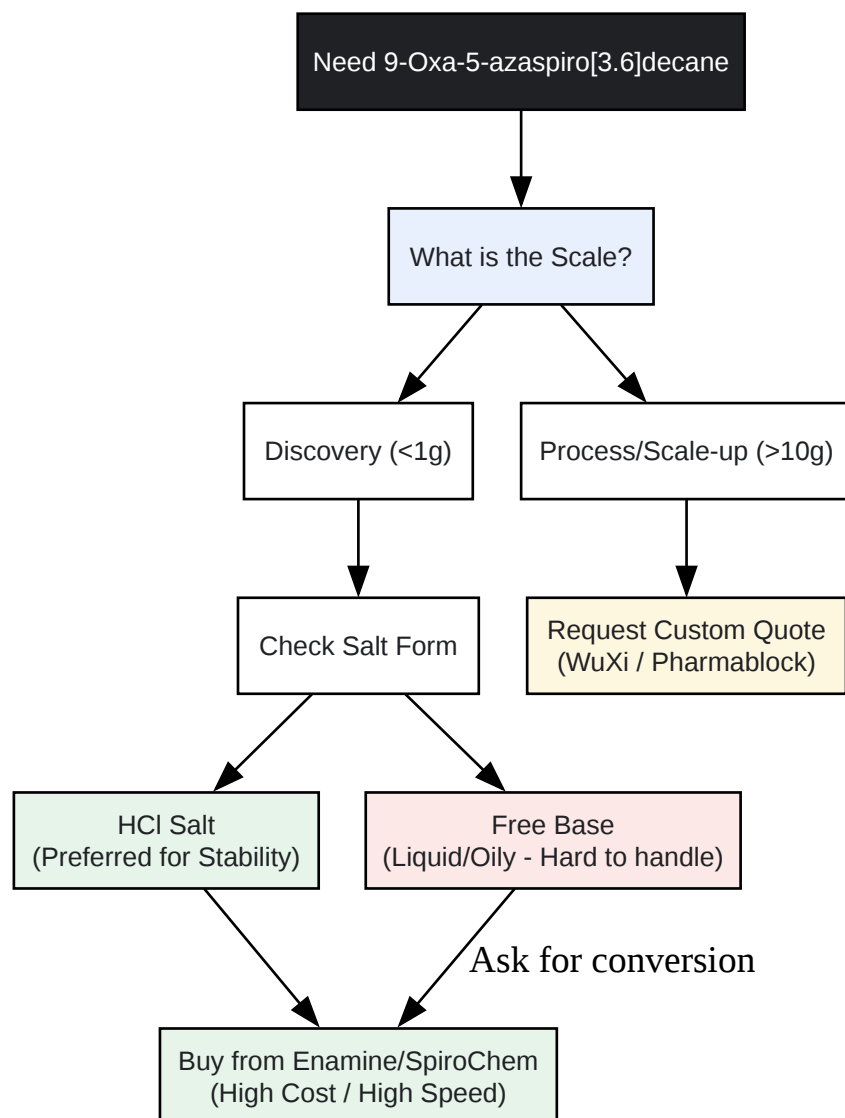 Need 9-Oxa-5-azaspiro[3.6]decane
What is the Scale?
Discovery (<1g)
Process/Scale-up (>10g)
Check Salt Form
Request Custom Quote
(WuXi / Pharmablock)
HCl Salt
(Preferred for Stability)
Free Base
(Liquid/Oily - Hard to handle)
Ask for conversion
Buy from Enamine/SpiroChem
(High Cost / High Speed)